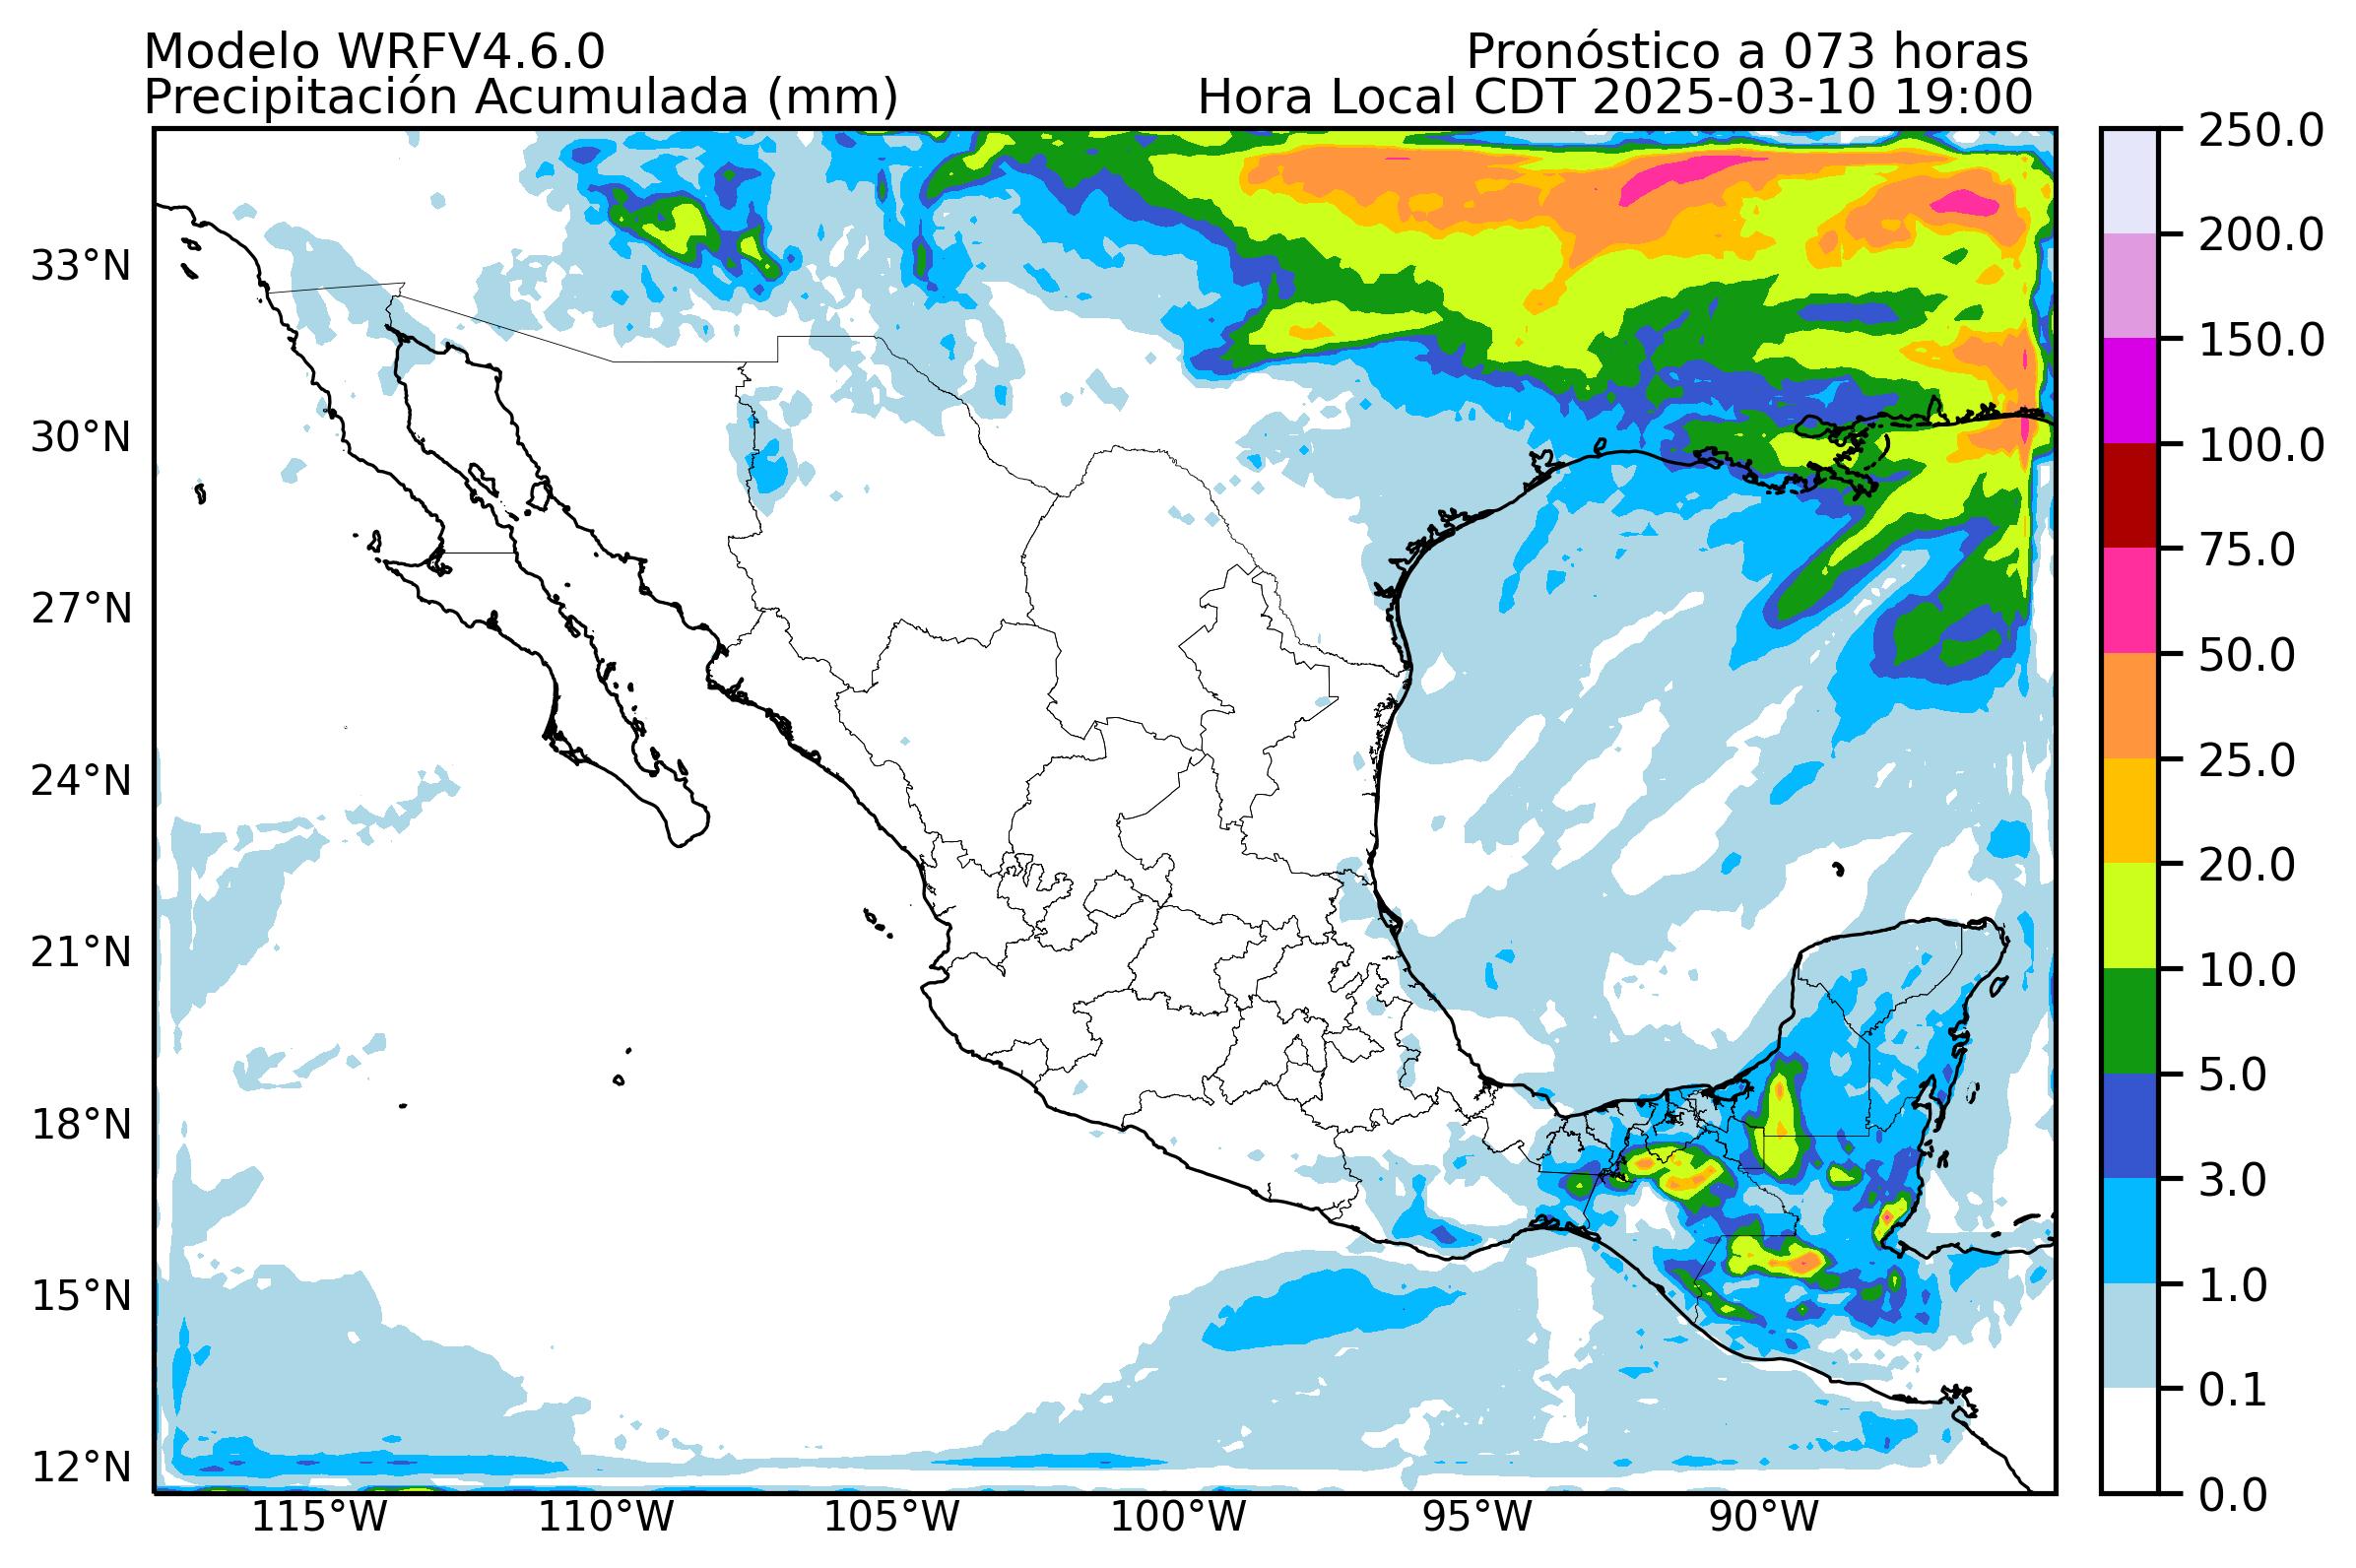 Modelo WRFV4.6.0
Pronóstico a 073 horas
Precipitación Acumulada (mm)
Hora Local CDT 2025-03-10 19:00
33°N
30°N
27°N
24°N
21°N
18°N
15°N
12°N
115°W
110°W
105°W
100°W
95°W
90°W
250.0
200.0
150.0
100.0
75.0
50.0
25.0
20.0
10.0
5.0
3.0
1.0
0.1
0.0